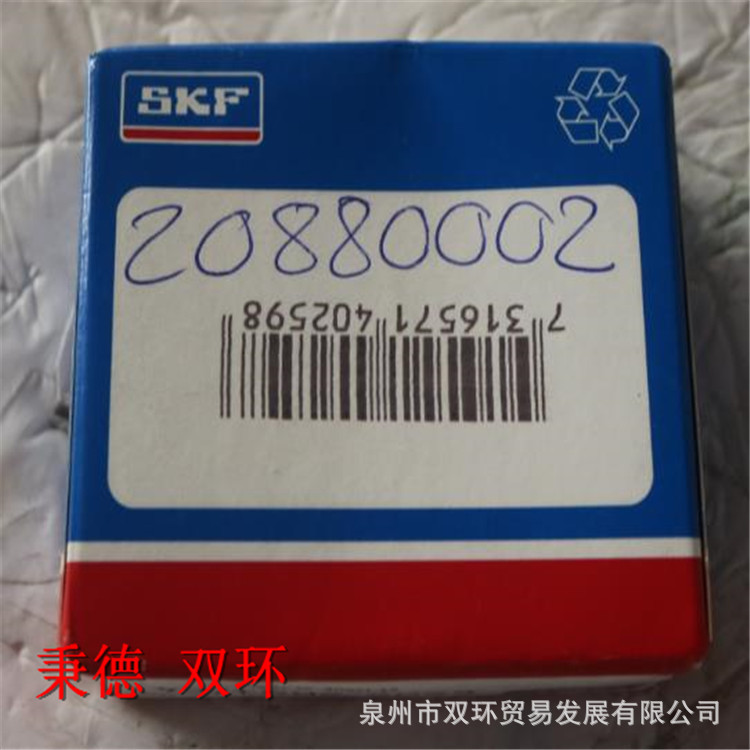 SKF
20880002
7 316571 402598
秉德 双环
泉州市双环贸易发展有限公司